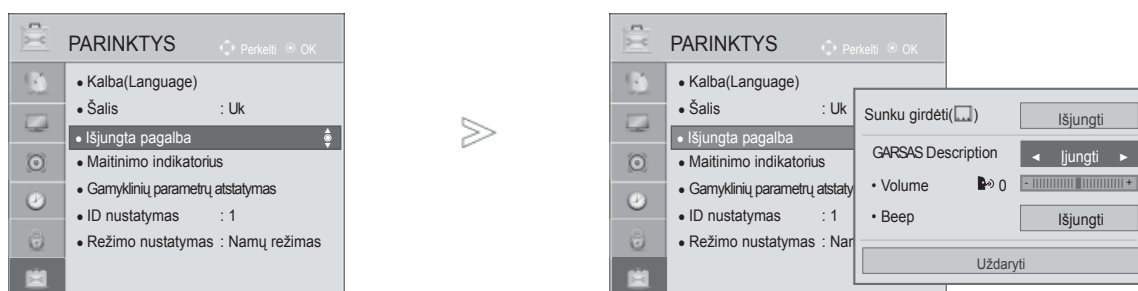 PARINKTYS Perkelti OK
• Kalba(Language)
• Šalis : Uk
• Išjungta pagalba
• Maitinimo indikatorius
• Gamyklinių parametrų atstatymas
• ID nustatymas : 1
• Režimo nustatymas : Namų režimas
PARINKTYS Perkelti OK
• Kalba(Language)
• Šalis : Uk
• Išjungta pagalba
• Maitinimo indikatorius
• Gamyklinių parametrų atstaty
• ID nustatymas : 1
• Režimo nustatymas : Nar
Sunku girdėti( ) Išjungti
GARSAS Description ◄ Įjungti ►
• Volume 0 - +
• Beep Išjungti
Uždaryti